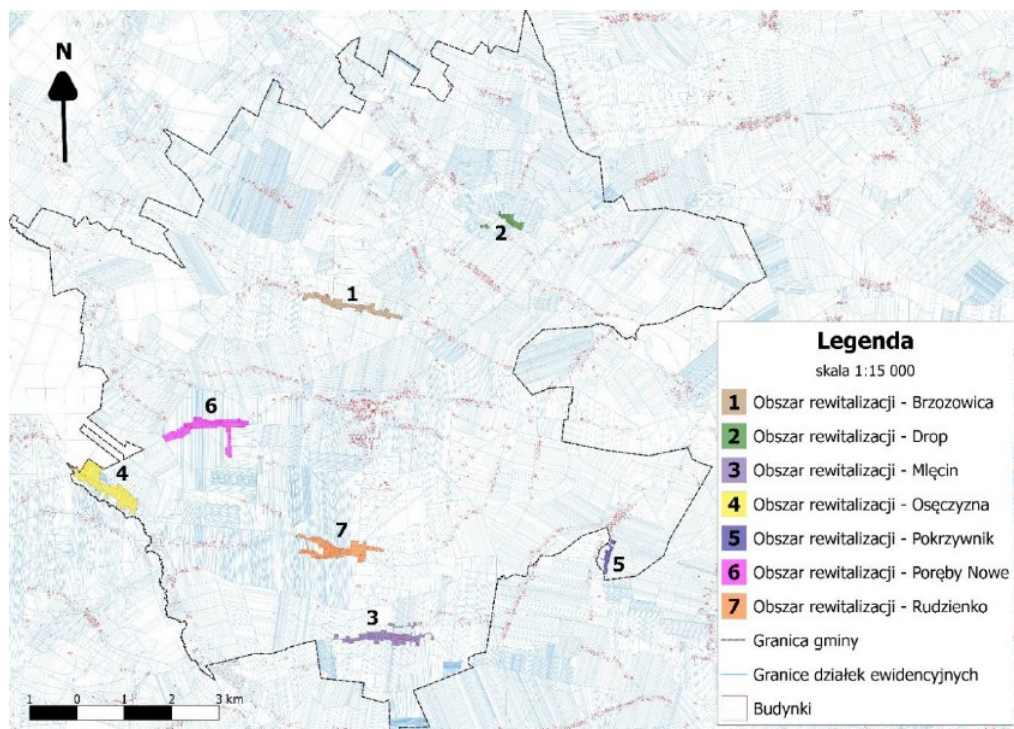 N
2
1
6
4
7
5
3
Legenda
skala 1:15 000
1 Obszar rewitalizacji - Brzozowica
2 Obszar rewitalizacji - Drop
3 Obszar rewitalizacji - Mlęcin
4 Obszar rewitalizacji - Osęczyzna
5 Obszar rewitalizacji - Pokrzywnik
6 Obszar rewitalizacji - Poręby Nowe
7 Obszar rewitalizacji - Rudzienko
Granica gminy
Granice działek ewidencyjnych
Budynki
1 0 1 2 3 km